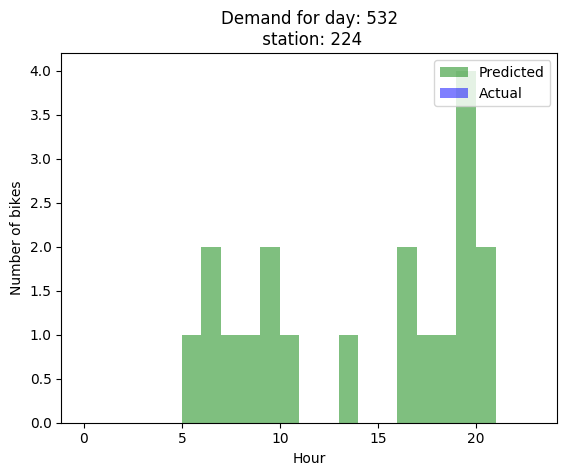 Demand for day: 532
station: 224
Predicted
Actual
4.0
3.5
3.0
2.5
2.0
1.5
1.0
0.5
0.0
Number of bikes
0 5 10 15 20
Hour